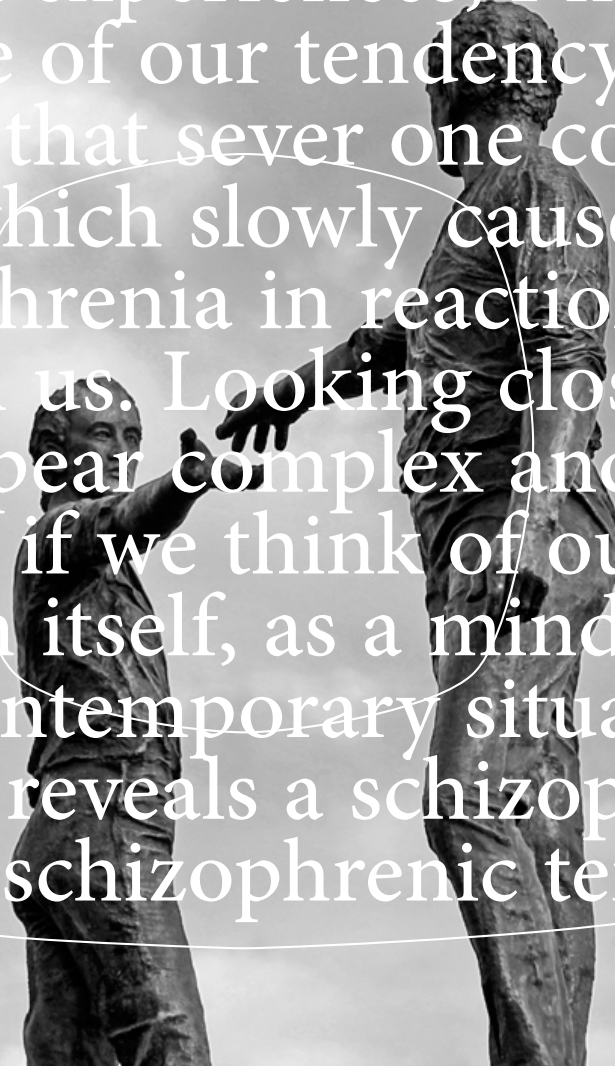 e of our tendency
that sever one co
which slowly cause
hrenia in reactio
us. Looking clos
pear complex and
if we think of ou
n itself, as a mind
ntemporary situa
reveals a schizop
schizophrenic te